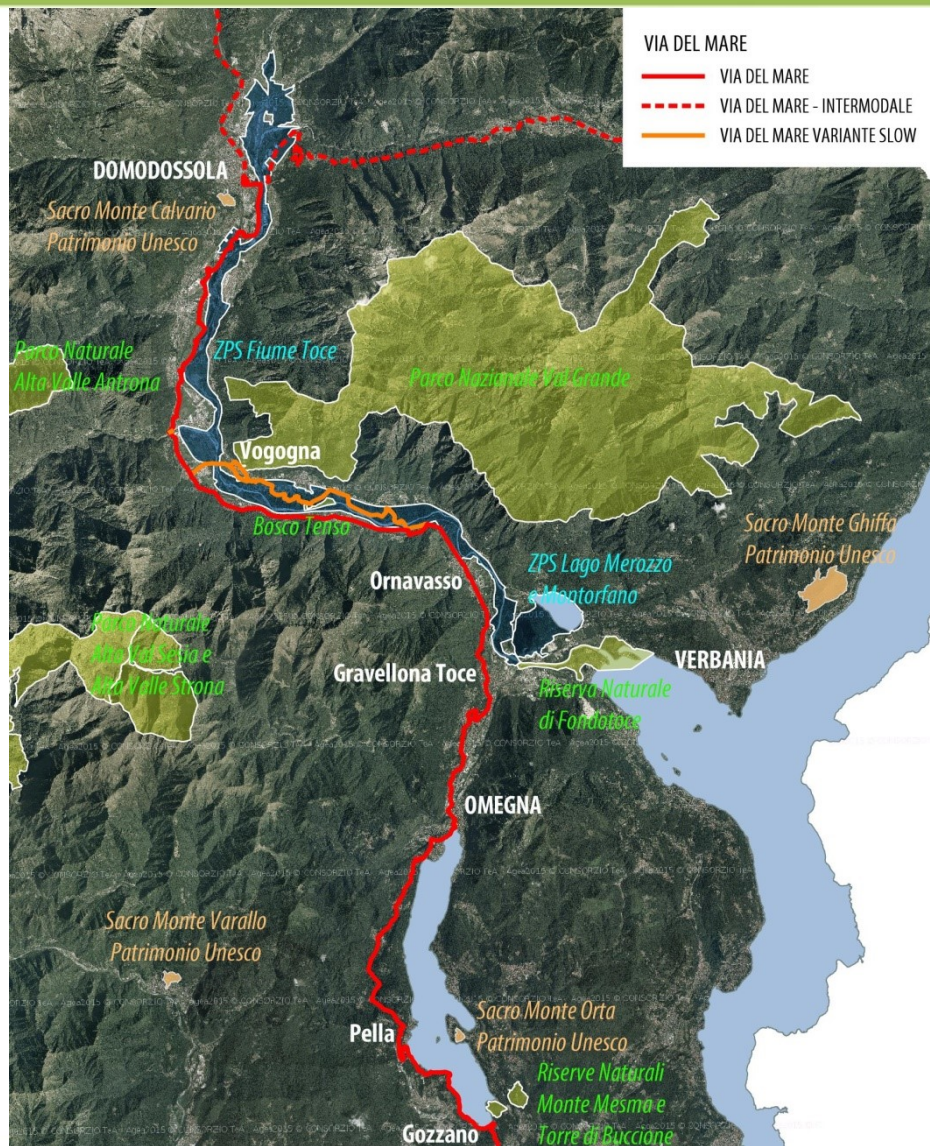 VIA DEL MARE
VIA DEL MARE
VIA DEL MARE - INTERMODALE
VIA DEL MARE VARIANTE SLOW
DOMODOSSOLA
Sacro Monte Calvario
Patrimonio Unesco
Parco Naturale
Alta Valle Antrona
ZPS Fiume Toce
Parco Nazionale Val Grande
Vogogna
Bosco Tenso
Sacro Monte Ghiffa
Patrimonio Unesco
Ornavasso
ZPS Lago Merozzo
e Montorfano
Parco Naturale
Alta Val Sesia e
Alta Valle Strona
Gravellona Toce
VERBANIA
Riserva Naturale
di Fondotoce
OMEGNA
Sacro Monte Varallo
Patrimonio Unesco
Pella
Sacro Monte Orta
Patrimonio Unesco
Riserve Naturali
Monte Mesma e
Torre di Buccione
Gozzano